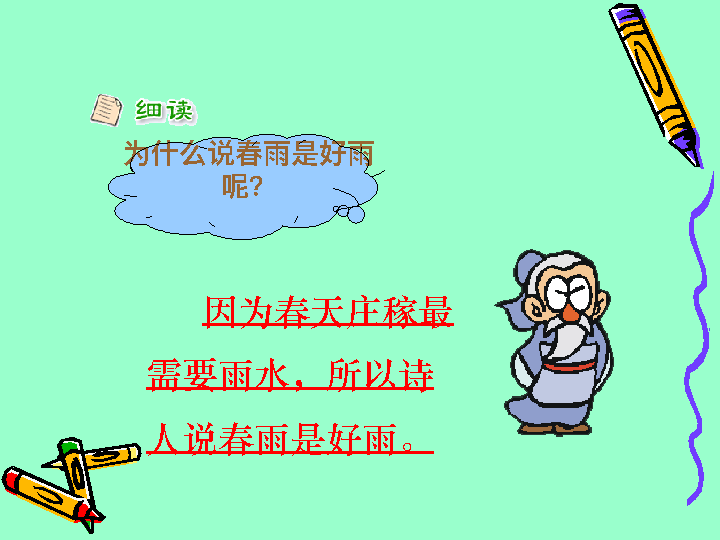 细读
为什么说春雨是好雨
呢?
因为春天庄稼最
需要雨水，所以诗
人说春雨是好雨。